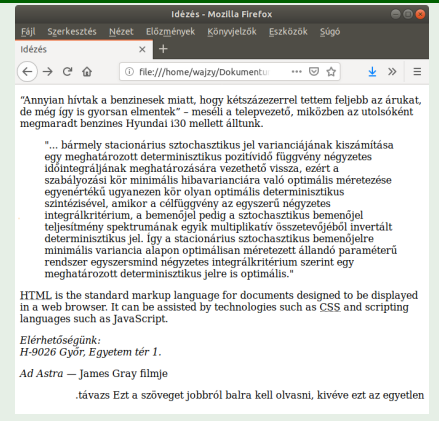 Idézés - Mozilla Firefox
Fájl Szerkesztés Nézet Előzmények Könyvjelzők Eszközök Súgó
Idézés
file:///home/wajzy/Dokumentu
“Annyian hívtak a benzinesek miatt, hogy kétszázezerrel tettem feljebb az árukat,
de még így is gyorsan elmentek” – meséli a telepvezető, miközben az utolsóként
megmaradt benzines Hyundai i30 mellett álltunk.
"... bármely stacionárius sztochasztikus jel varianciájának kiszámítása
egy meghatározott determinisztikus pozitívidő függvény négyzetes
időintegráljának meghatározására vezethető vissza, ezért a
szabályozási kör minimális hibavarianciára való optimális méretezése
egyenértékű ugyanezen kör olyan optimális determinisztikus
szintézisével, amikor a célfüggvény az egyszerű négyzetes
integrálkritérium, a bemenőjel pedig a sztochasztikus bemenőjel
teljesítmény spektrumának egyik multiplikatív összetevőjéből invertált
determinisztikus jel. Így a stacionárius sztochasztikus bemenőjelre
minimális variancia alapon optimálisan méretezett állandó paraméterű
rendszer egyszersmind négyzetes integrálkritérium szerint egy
meghatározott determinisztikus jelre is optimális."
HTML is the standard markup language for documents designed to be displayed
in a web browser. It can be assisted by technologies such as CSS and scripting
languages such as JavaScript.
Elérhetőségünk:
H-9026 Győr, Egyetem tér 1.
Ad Astra — James Gray filmje
.távazs Ezt a szöveget jobbról balra kell olvasni, kivéve ezt az egyetlen